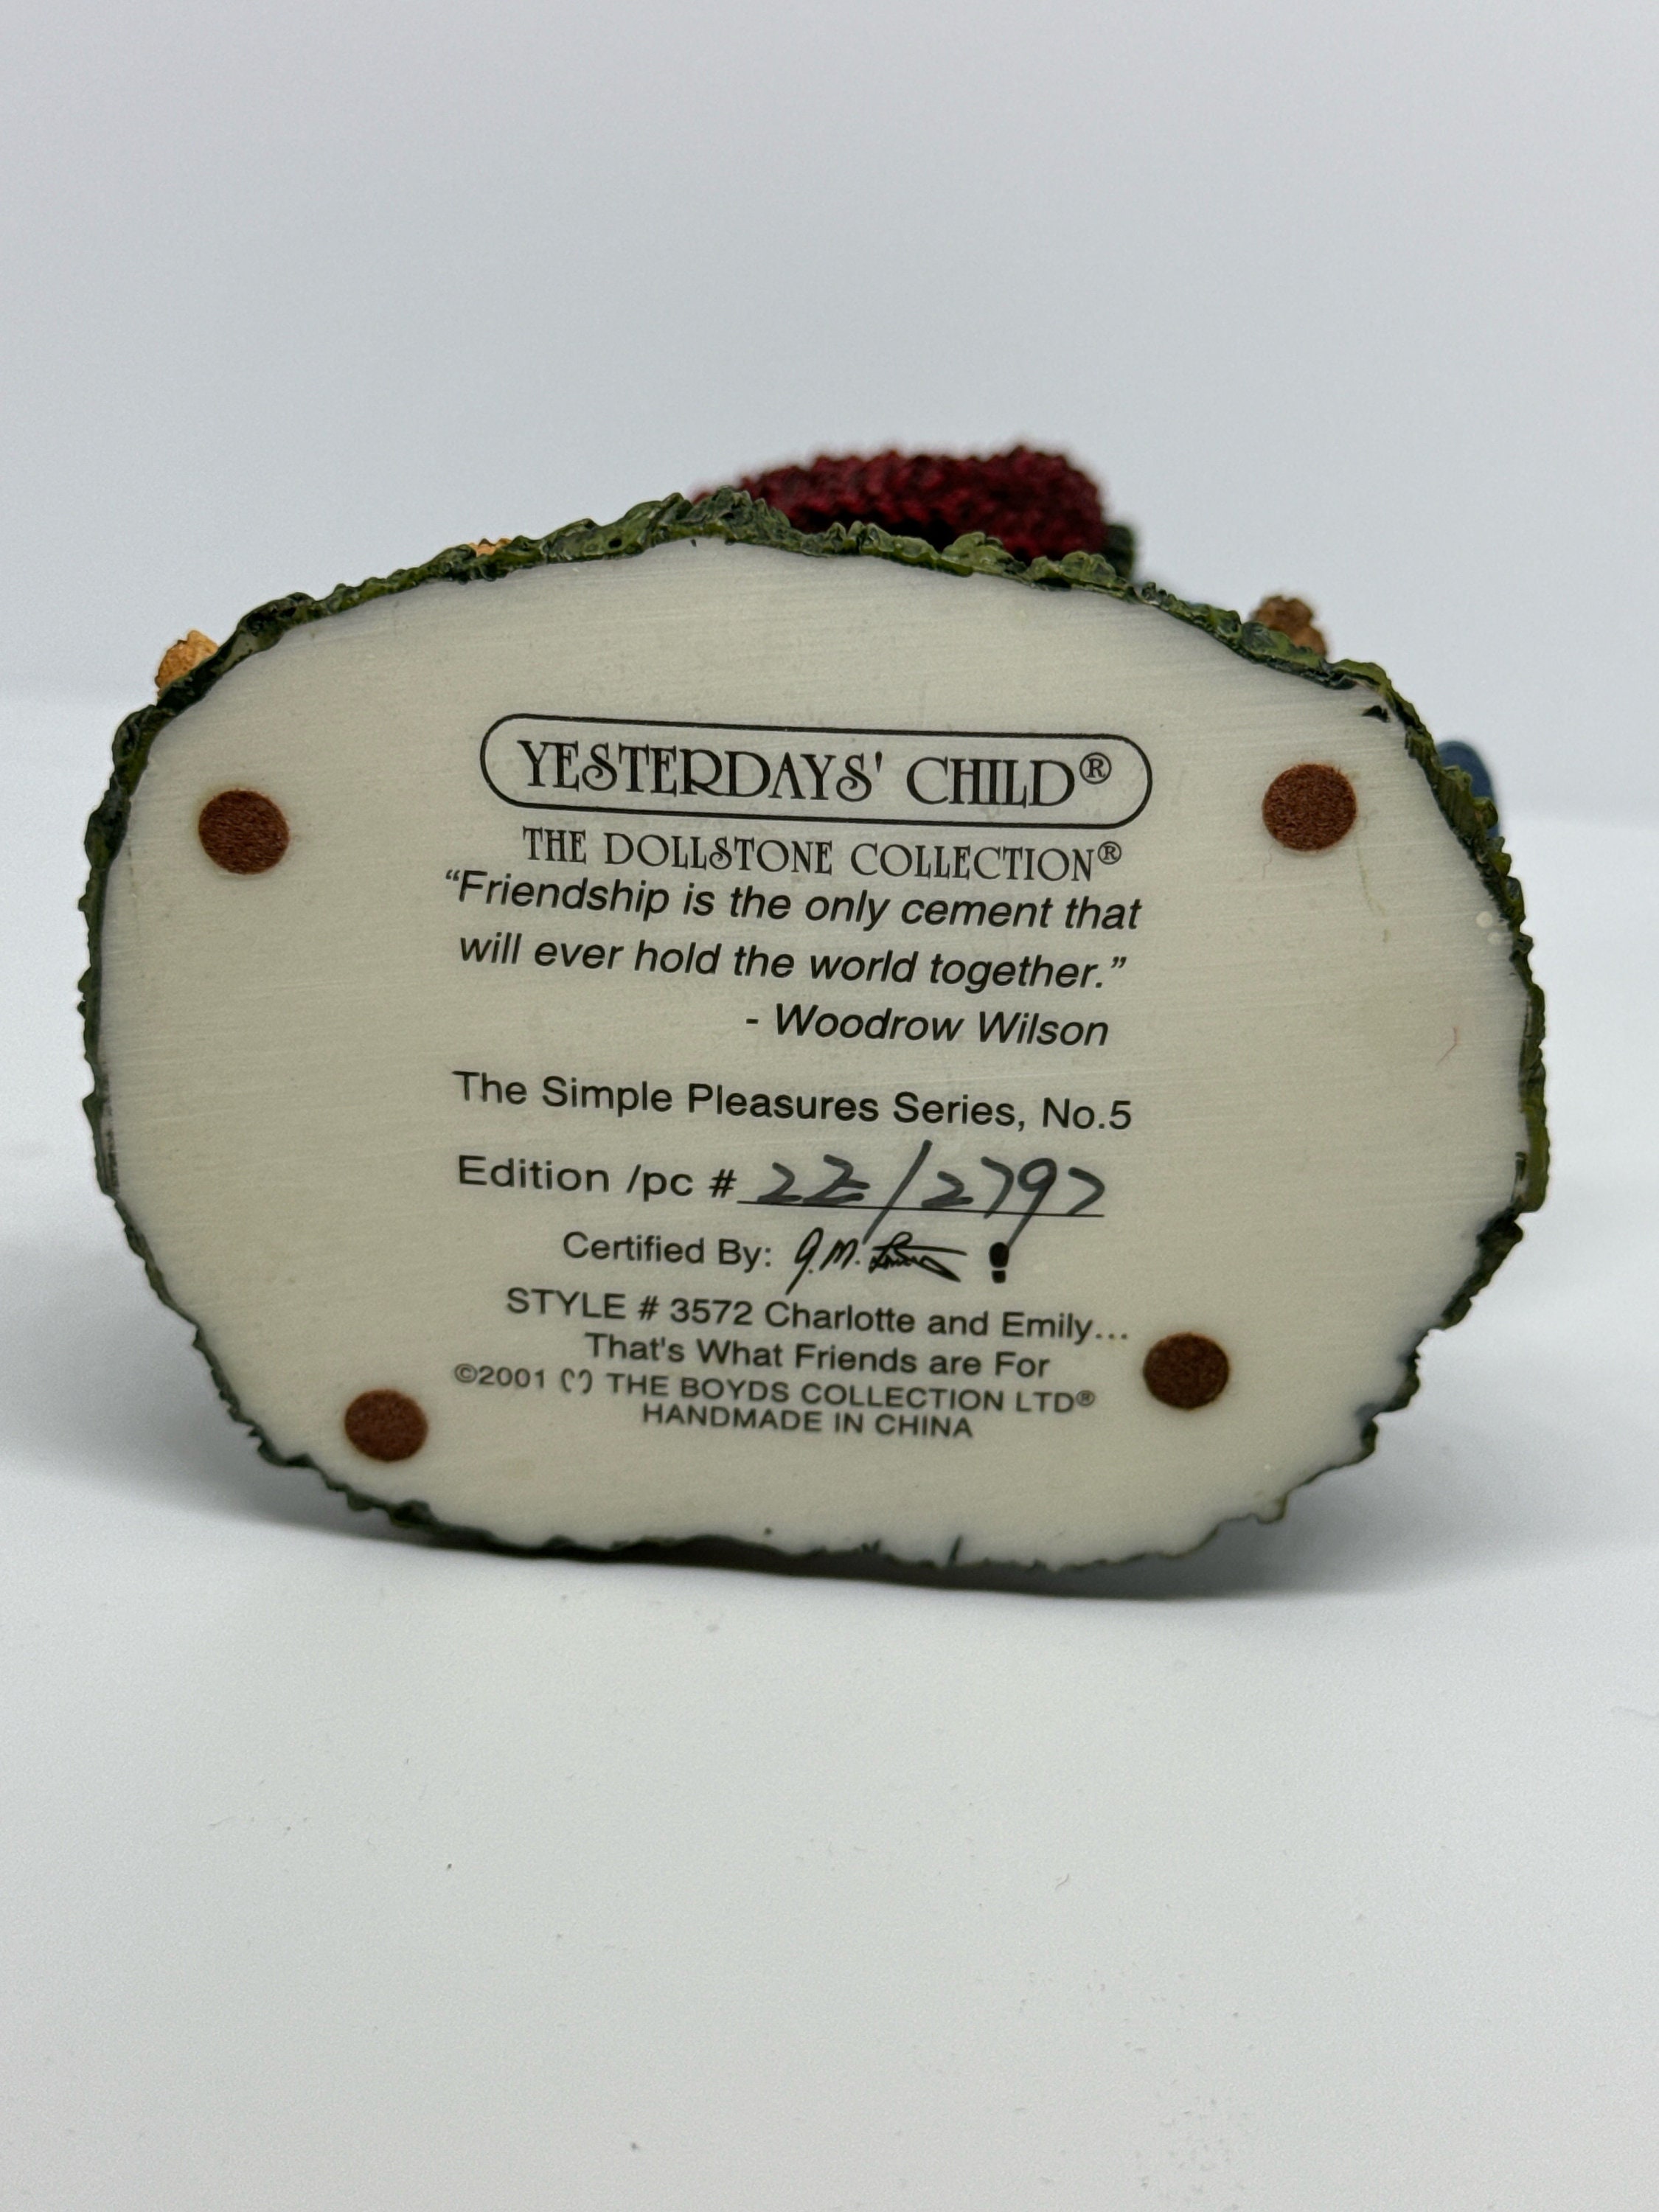 YESTERDAYS' CHILD®
THE DOLLSTONE COLLECTION®
“Friendship is the only cement that
will ever hold the world together.”
- Woodrow Wilson
The Simple Pleasures Series, No.5
Edition /pc # 2Z/2797
Certified By: G.M.
STYLE # 3572 Charlotte and Emily...
That's What Friends are For
©2001 THE BOYDS COLLECTION LTD®
HANDMADE IN CHINA